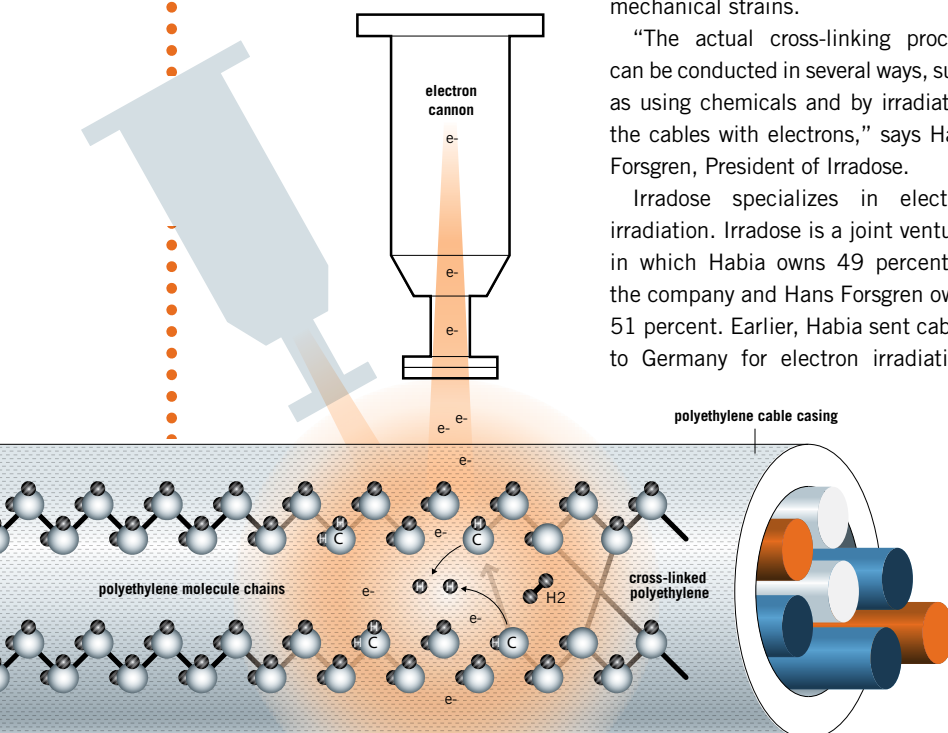 mechanical strains.
“The actual cross-linking proc
can be conducted in several ways, su
as using chemicals and by irradiat
the cables with electrons,” says Ha
Forsgren, President of Irradose.
Irradose specializes in elect
irradiation. Irradose is a joint ventu
in which Habia owns 49 percent
the company and Hans Forsgren ow
51 percent. Earlier, Habia sent cab
to Germany for electron irradiati
electron
cannon
e-
e-
e-
e-
e-
e-
polyethylene cable casing
H
H C
e-
H
C
polyethylene molecule chains
e-
H H
H2
cross-linked
polyethylene
e-
H
H C
H C
e-